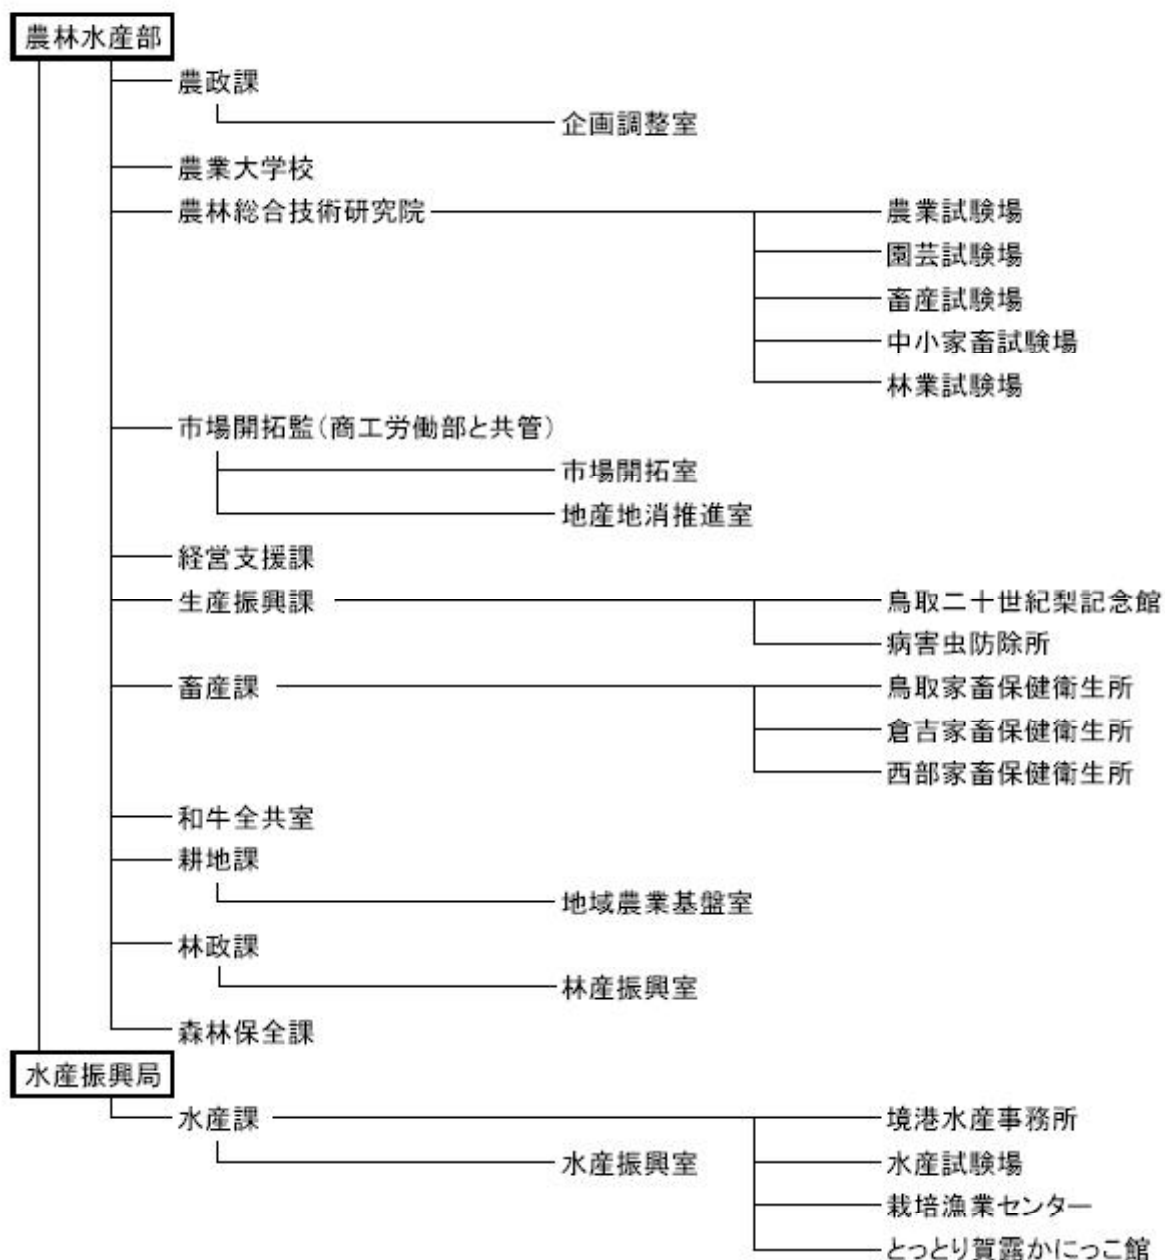 農林水産部
農政課
企画調整室
農業大学校
農林総合技術研究院
農業試験場
園芸試験場
畜産試験場
中小家畜試験場
林業試験場
市場開拓監（商工労働部と共管）
市場開拓室
地産地消推進室
経営支援課
生産振興課
鳥取二十世紀梨記念館
病害虫防除所
畜産課
鳥取家畜保健衛生所
倉吉家畜保健衛生所
西部家畜保健衛生所
和牛全共室
耕地課
地域農業基盤室
林政課
林産振興室
森林保全課
水産振興局
水産課
境港水産事務所
水産振興室
水産試験場
栽培漁業センター
とっとり賀露かにっこ館